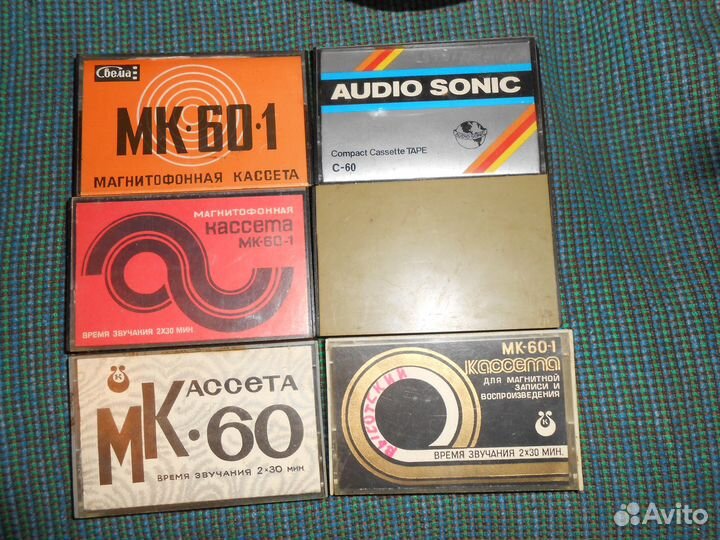 Свема
МК·60·1
МАГНИТОФОННАЯ КАССЕТА
AUDIO SONIC
Compact Cassette TAPE
C-60
МАГНИТОФОННАЯ
кассета
МК-60-1
ВРЕМЯ ЗВУЧАНИЯ 2Х30 МИН.
К
МКАССЕТА
МК·60
ВРЕМЯ ЗВУЧАНИЯ 2×30 МИН.
МК-60-1
кассета
ДЛЯ МАГНИТНОЙ
ЗАПИСИ И
ВОСПРОИЗВЕДЕНИЯ
ВЫСОТСКИЙ
К
ВРЕМЯ ЗВУЧАНИЯ 2×30 МИН.
Avito